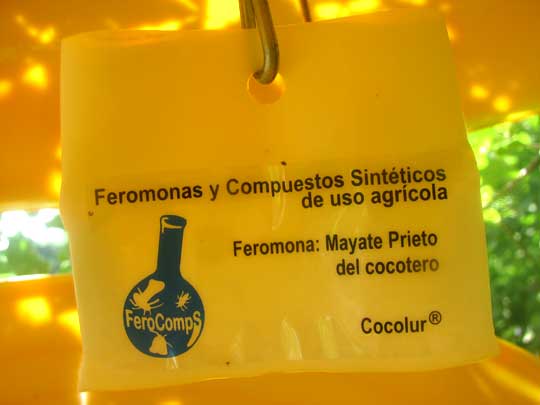 Feromonas y Compuestos Sintéticos
de uso agrícola
Feromona: Mayate Prieto
del cocotero
FeroCompS
Cocolur®